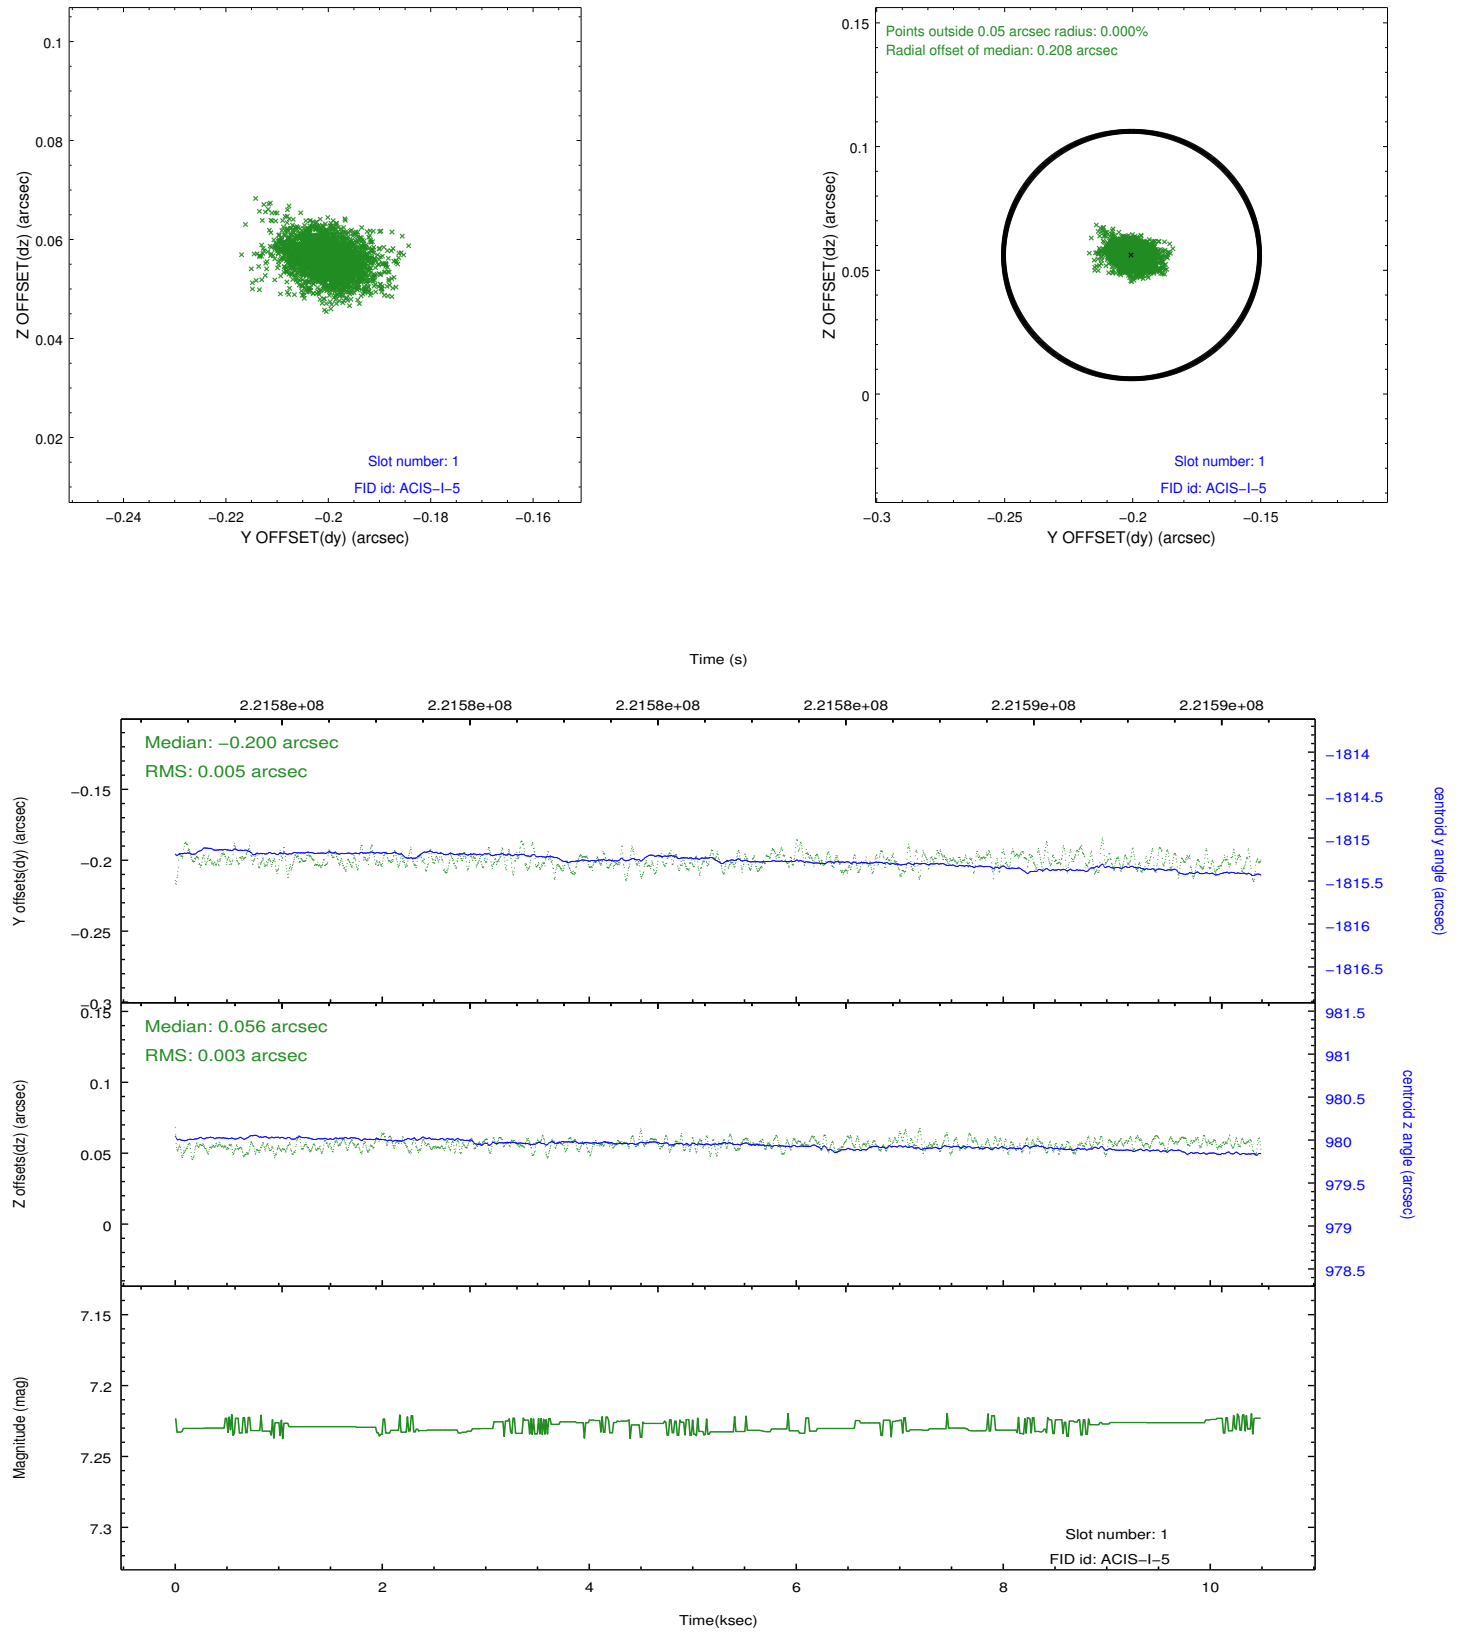 0.1
0.08
0.06
0.04
0.02
Z OFFSET(dz) (arcsec)
Slot number: 1
FID id: ACIS−I−5
−0.24 −0.22 −0.2 −0.18 −0.16
Y OFFSET(dy) (arcsec)
Points outside 0.05 arcsec radius: 0.000%
Radial offset of median: 0.208 arcsec
0.15
0.1
0.05
0
Z OFFSET(dz) (arcsec)
Slot number: 1
FID id: ACIS−I−5
−0.3 −0.25 −0.2 −0.15
Y OFFSET(dy) (arcsec)
Time (s)
2.2158e+08 2.2158e+08 2.2158e+08 2.2158e+08 2.2159e+08 2.2159e+08
Median: −0.200 arcsec
RMS: 0.005 arcsec
−0.15
−0.2
−0.25
−0.3
Y offsets(dy) (arcsec)
−1814
−1814.5
−1815
−1815.5
−1816
−1816.5
centroid y angle (arcsec)
Median: 0.056 arcsec
RMS: 0.003 arcsec
0.15
0.1
0.05
0
Z offsets(dz) (arcsec)
981.5
981
980.5
980
979.5
979
978.5
centroid z angle (arcsec)
7.15
7.2
7.25
7.3
Magnitude (mag)
Slot number: 1
FID id: ACIS−I−5
0 2 4 6 8 10
Time(ksec)